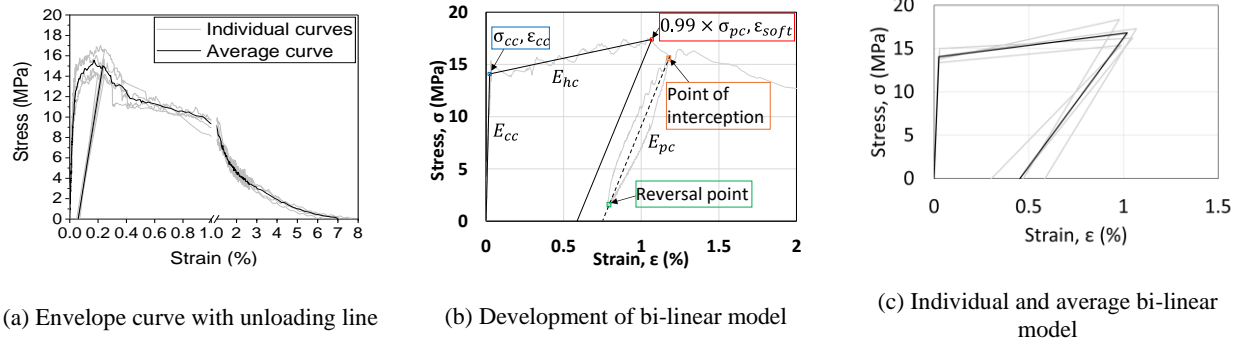 Individual curves
Average curve
Stress (MPa)
20
18
16
14
12
10
8
6
4
2
0
0.0 0.2 0.4 0.6 0.8 1.0 2 3 4 5 6 7 8
Strain (%)
(a) Envelope curve with unloading line
Stress, σ (MPa)
20
15
10
5
0
σcc, εcc
0.99 × σpc, εsoft
Ehc
Ecc
Point of
interception
Epc
Reversal point
0 0.5 1 1.5 2
Strain, ε (%)
(b) Development of bi-linear model
Stress, σ (MPa)
20
15
10
15
0
0 0.5 1 1.5
Strain, ε (%)
(c) Individual and average bi-linear
model